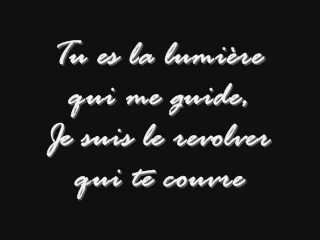 Tu es la lumière
qui me guide,
Je suis le revolver
qui te couvre